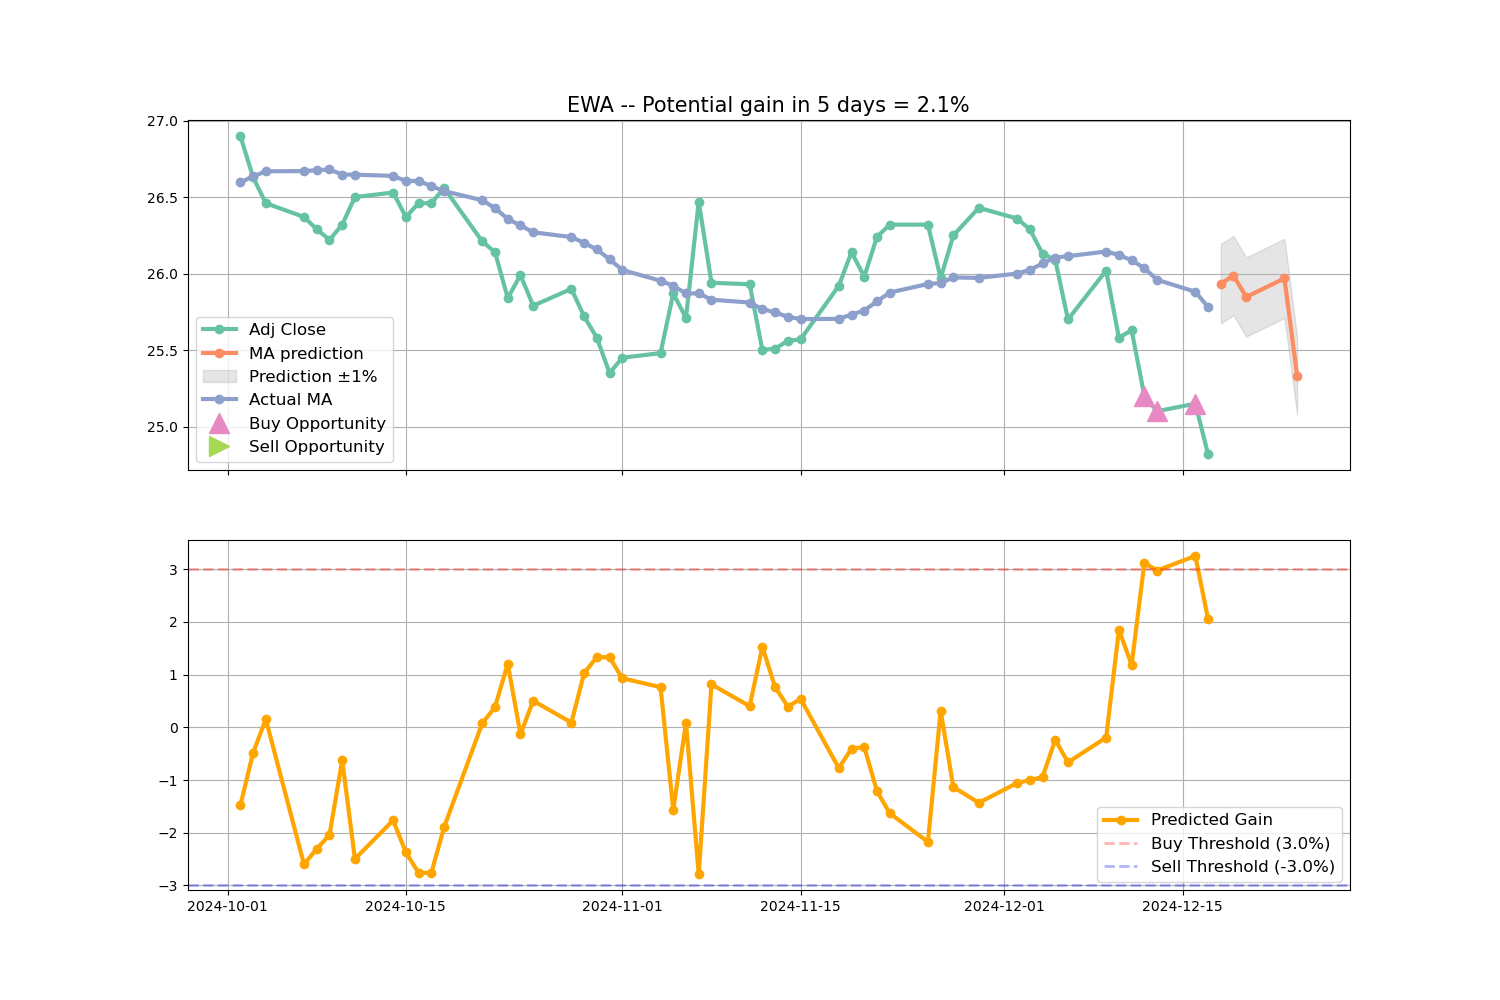 EWA -- Potential gain in 5 days = 2.1%
27.0
26.5
26.0
25.5
25.0
Adj Close
MA prediction
Prediction ±1%
Actual MA
Buy Opportunity
Sell Opportunity
3
2
1
0
−1
−2
−3
Predicted Gain
Buy Threshold (3.0%)
Sell Threshold (-3.0%)
2024-10-01 2024-10-15 2024-11-01 2024-11-15 2024-12-01 2024-12-15